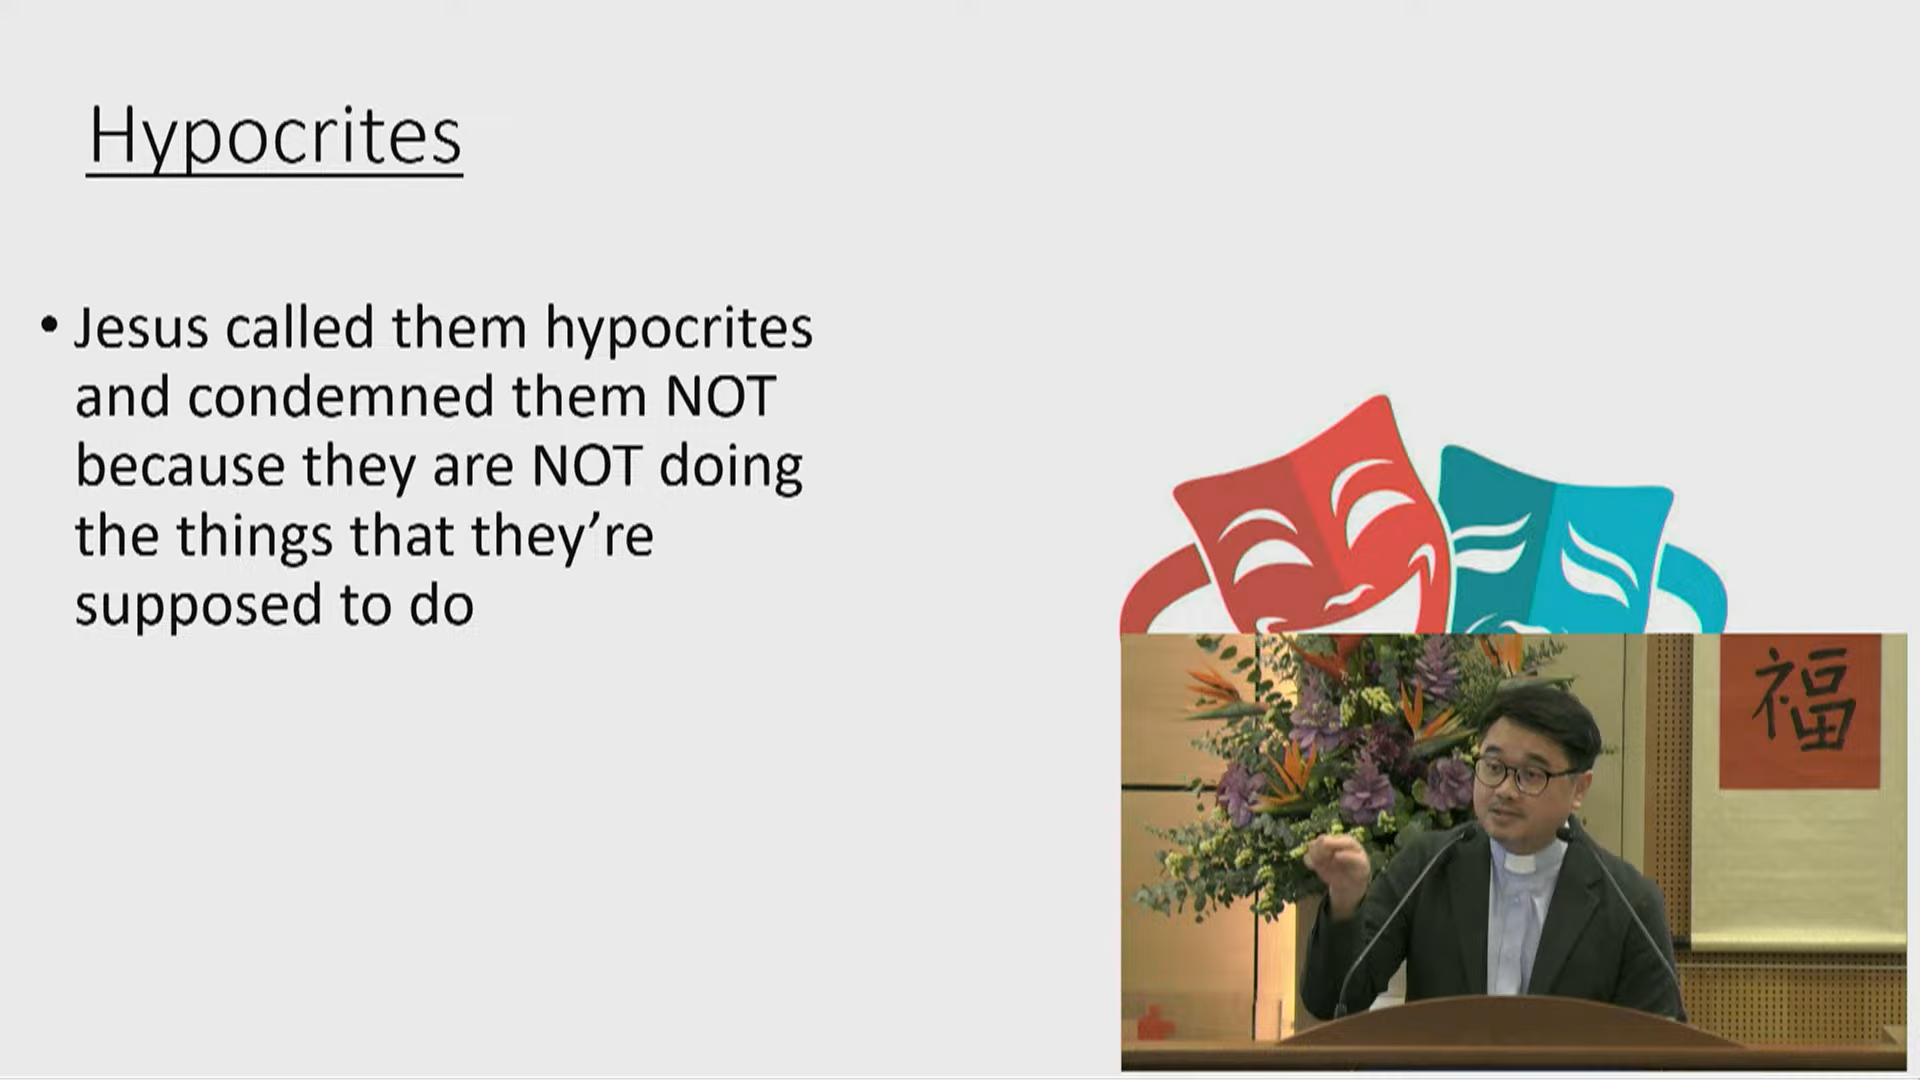 Hypocrites
• Jesus called them hypocrites
and condemned them NOT
because they are NOT doing
the things that they’re
supposed to do
福